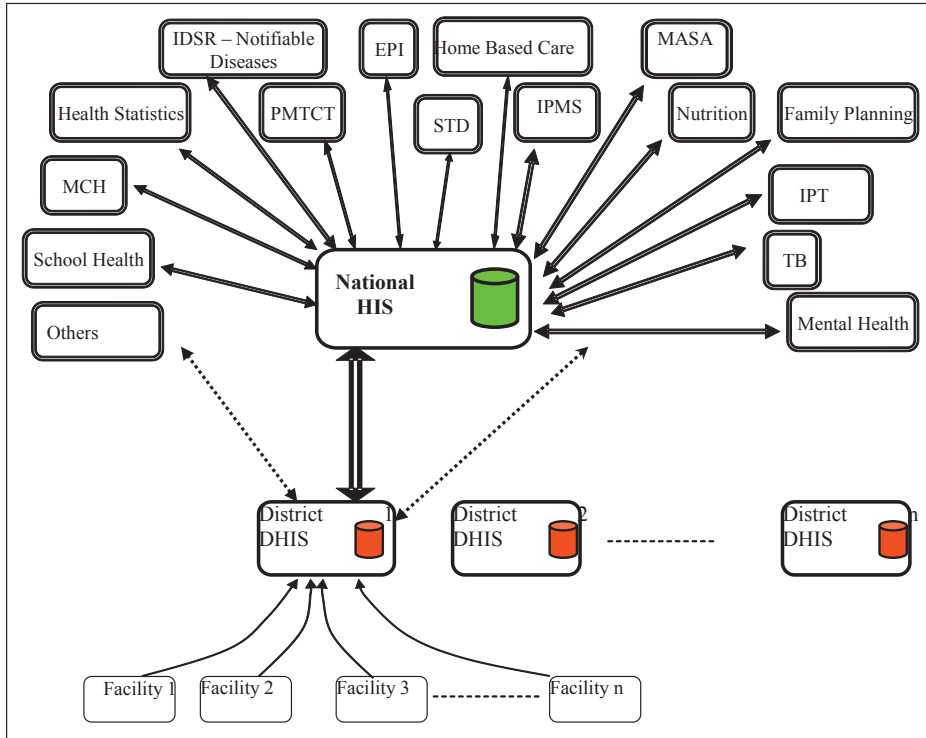 IDSR – Notifiable
Diseases
EPI
Home Based Care
MASA
Health Statistics
PMTCT
STD
IPMS
Nutrition
Family Planning
MCH
IPT
School Health
TB
Others
National
HIS
Mental Health
District 1
DHIS
District 2
DHIS
District n
DHIS
Facility 1
Facility 2
Facility 3
Facility n